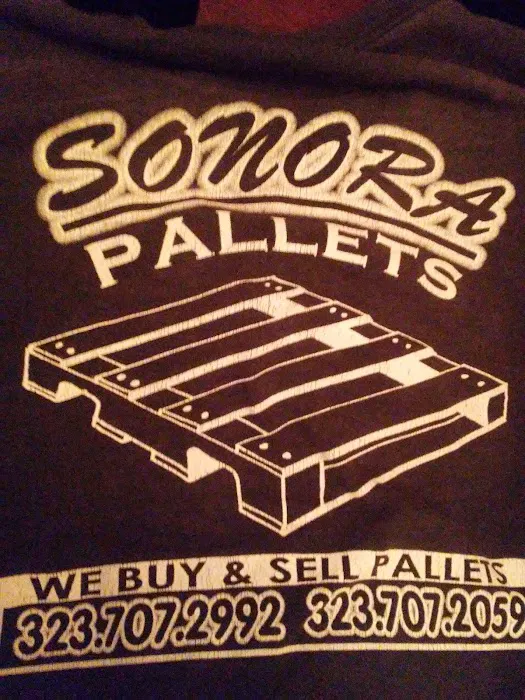 SONORA
PALLETS
WE BUY & SELL PALLETS
323.707.2992 323.707.2059